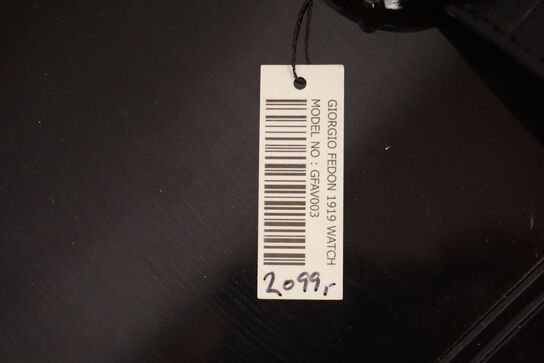 GIORGIO FEDON 1919 WATCH
MODEL NO : GFAV003
2099,-